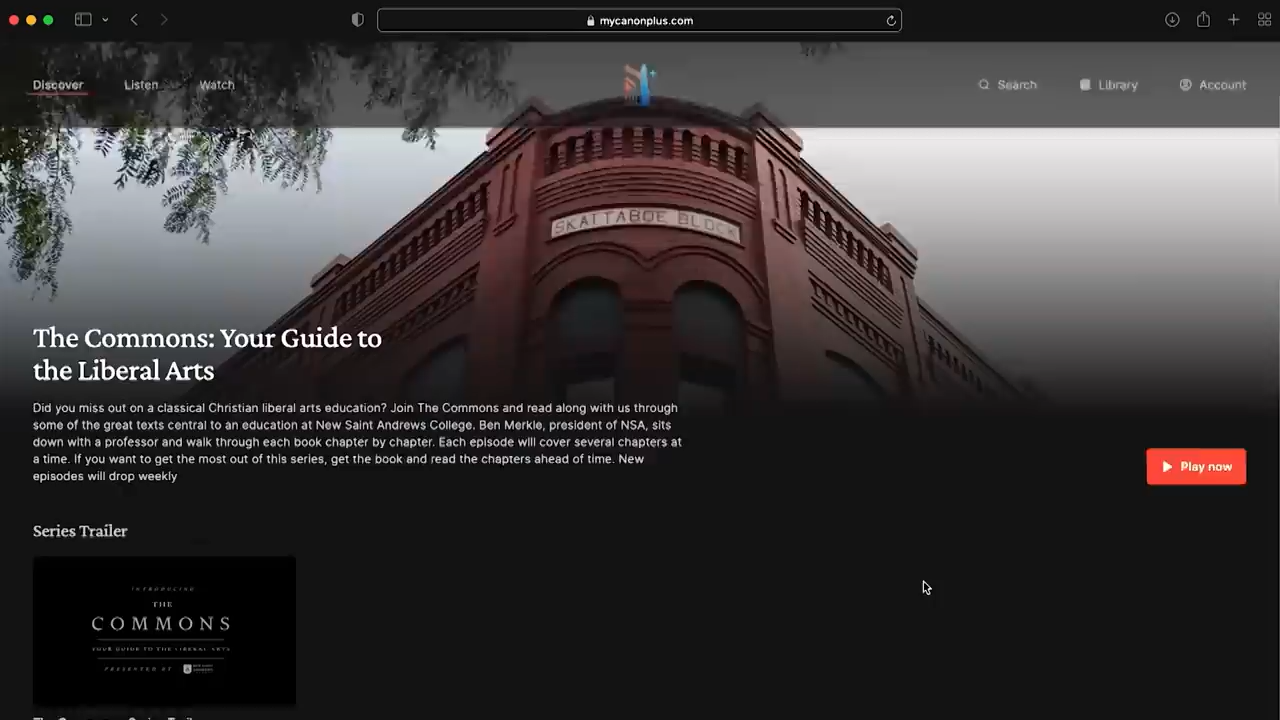 mycanonplus.com
Discover
Listen
Watch
Search
Library
Account
SKATTABOE BLOCK
The Commons: Your Guide to
the Liberal Arts
Did you miss out on a classical Christian liberal arts education? Join The Commons and read along with us through
some of the great texts central to an education at New Saint Andrews College. Ben Merkle, president of NSA, sits
down with a professor and walk through each book chapter by chapter. Each episode will cover several chapters at
a time. If you want to get the most out of this series, get the book and read the chapters ahead of time. New
episodes will drop weekly
Play now
Series Trailer
INTRODUCING
THE
COMMONS
YOUR GUIDE TO THE LIBERAL ARTS
PRESENTED BY